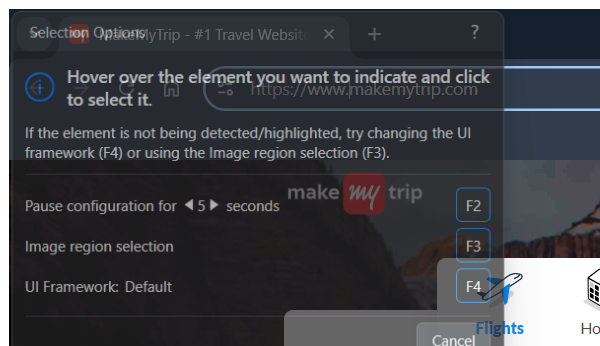 Selection Options
MakeMyTrip - #1 Travel Website
?
Hover over the element you want to indicate and click
to select it.
https://www.makemytrip.com
If the element is not being detected/highlighted, try changing the UI
framework (F4) or using the Image region selection (F3).
make my trip
Pause configuration for 5 seconds
F2
Image region selection
F3
UI Framework: Default
F4
Flights
Ho
Cancel